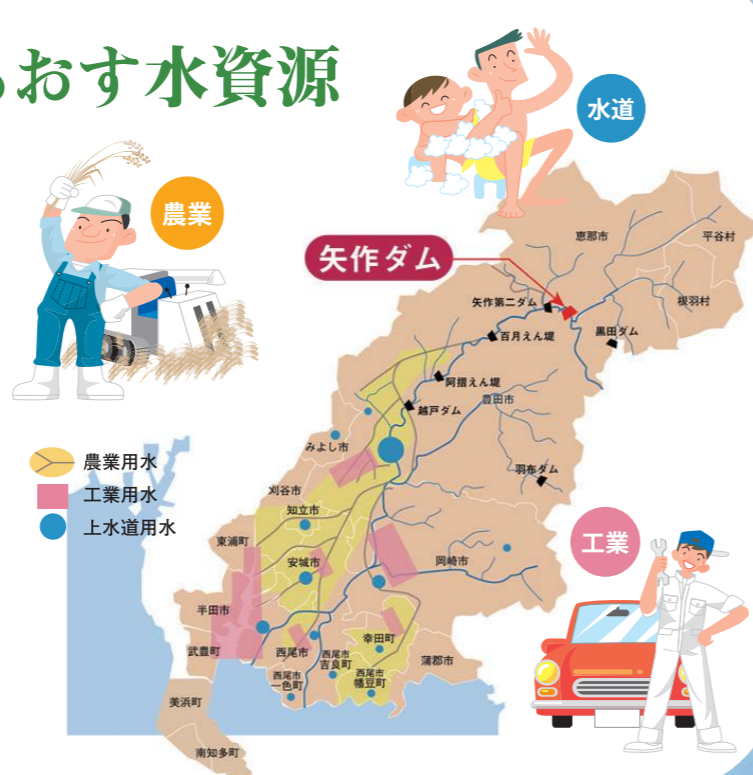 おす水資源
水道
農業
矢作ダム
恵那市
平谷村
根羽村
矢作第二ダム
黒田ダム
百月えん堤
阿摺えん堤
豊田市
越戸ダム
みよし市
羽布ダム
農業用水
工業用水
上水道用水
刈谷市
知立市
東浦町
安城市
岡崎市
工業
半田市
武豊町
西尾市
幸田町
西尾市
吉良町
蒲郡市
西尾市
一色町
西尾市
幡豆町
美浜町
南知多町